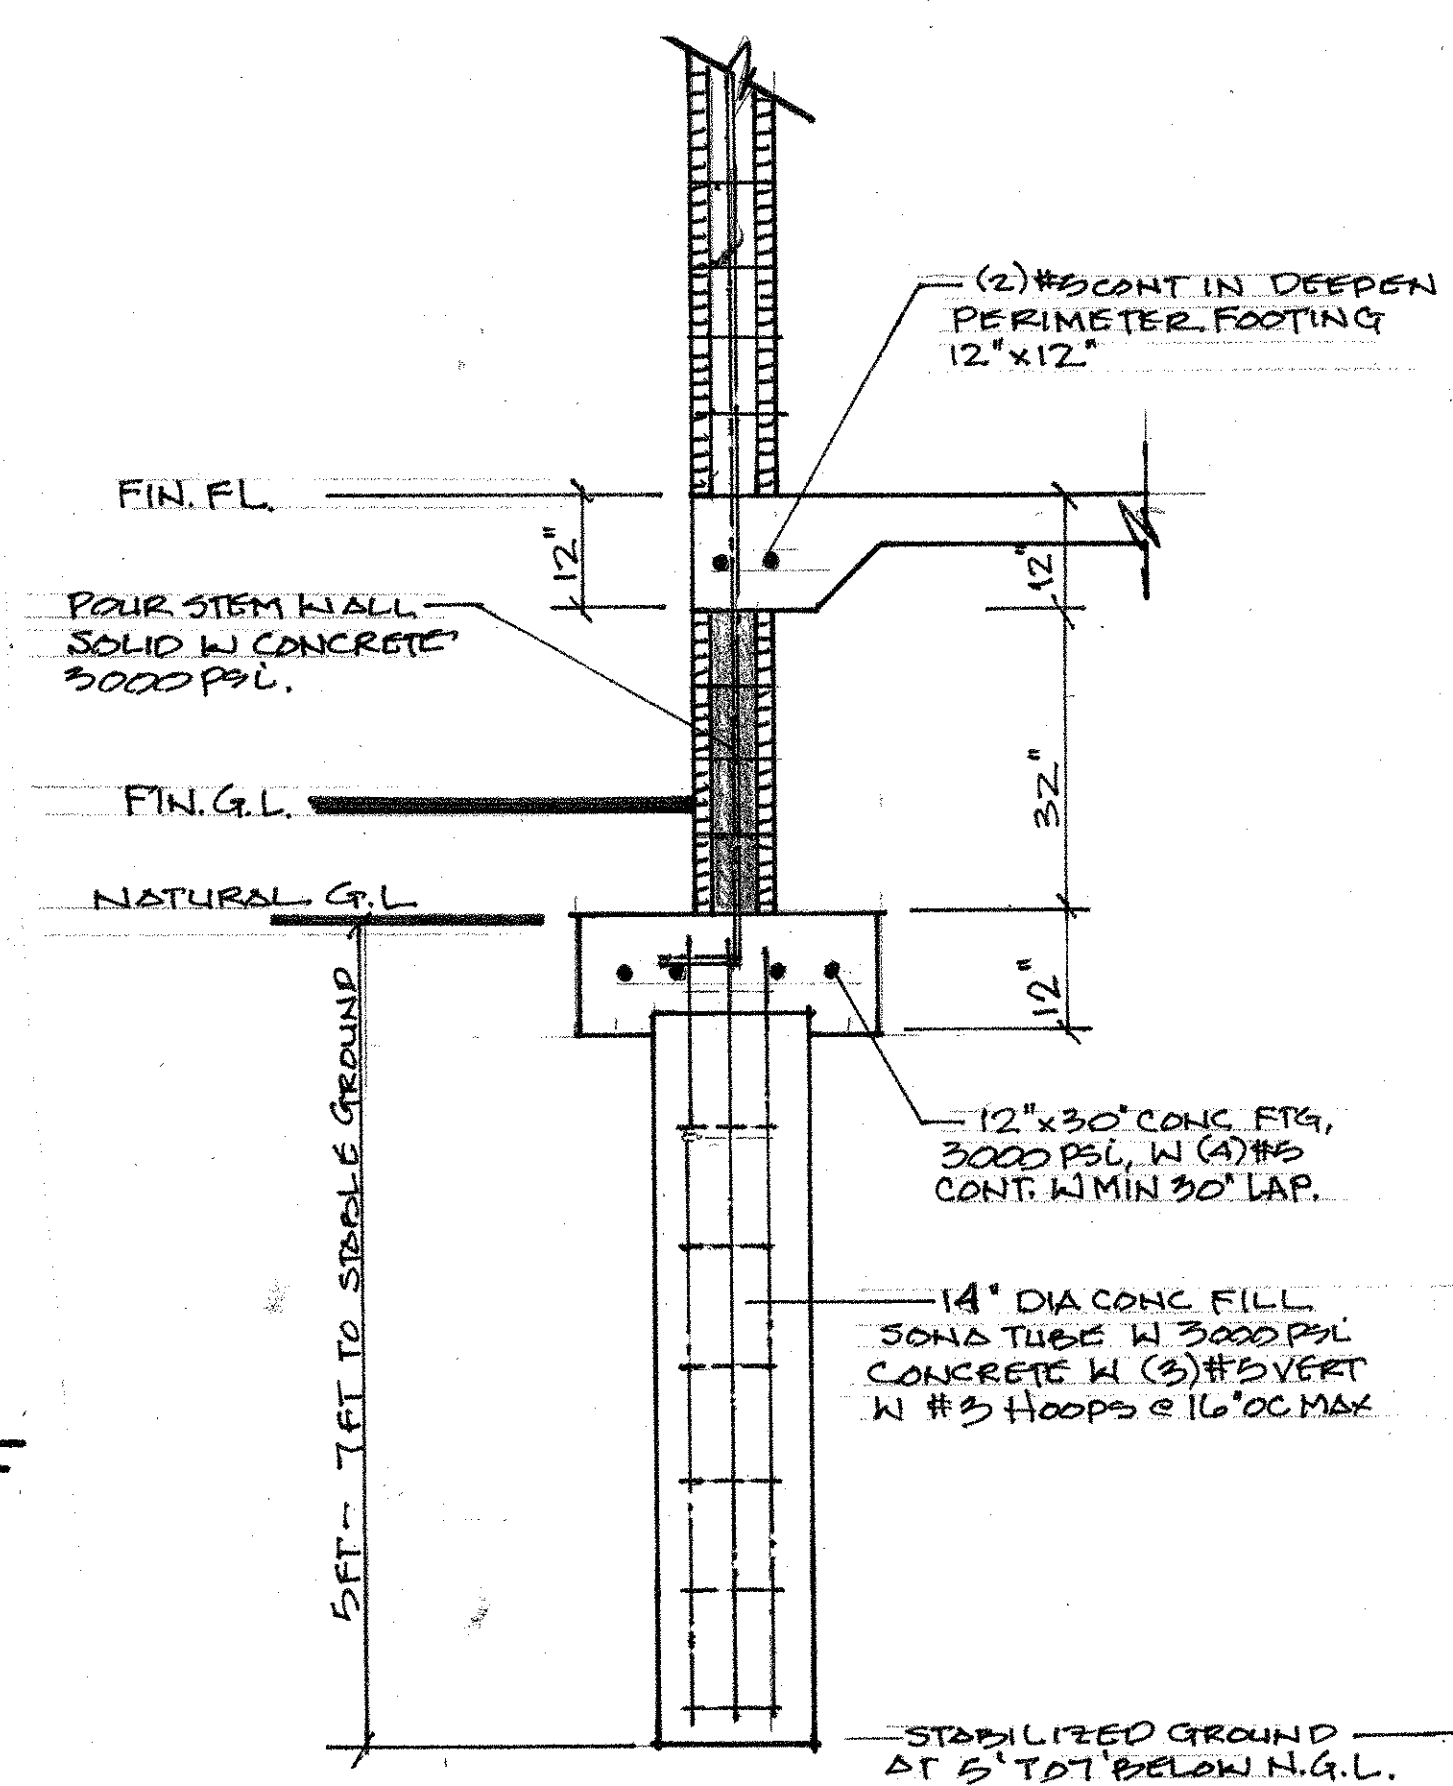 (2) #5 CONT IN DEEPEN
PERIMETER FOOTING
12" x 12"
FIN. FL.
12"
12"
POUR STEM WALL
SOLID W CONCRETE
3000 PSI.
32"
FIN. G.L.
NATURAL G.L
12"
5FT - 7FT TO STABLE GROUND
12" x 30" CONC FTG,
3000 PSI, W (4) #5
CONT. W MIN 30" LAP.
14" DIA CONC FILL
SONA TUBE W 3000 PSI
CONCRETE W (3) #5 VERT
W #3 HOOPS @ 16" OC MAX
STABILIZED GROUND
AT 5' TO 7' BELOW N.G.L.